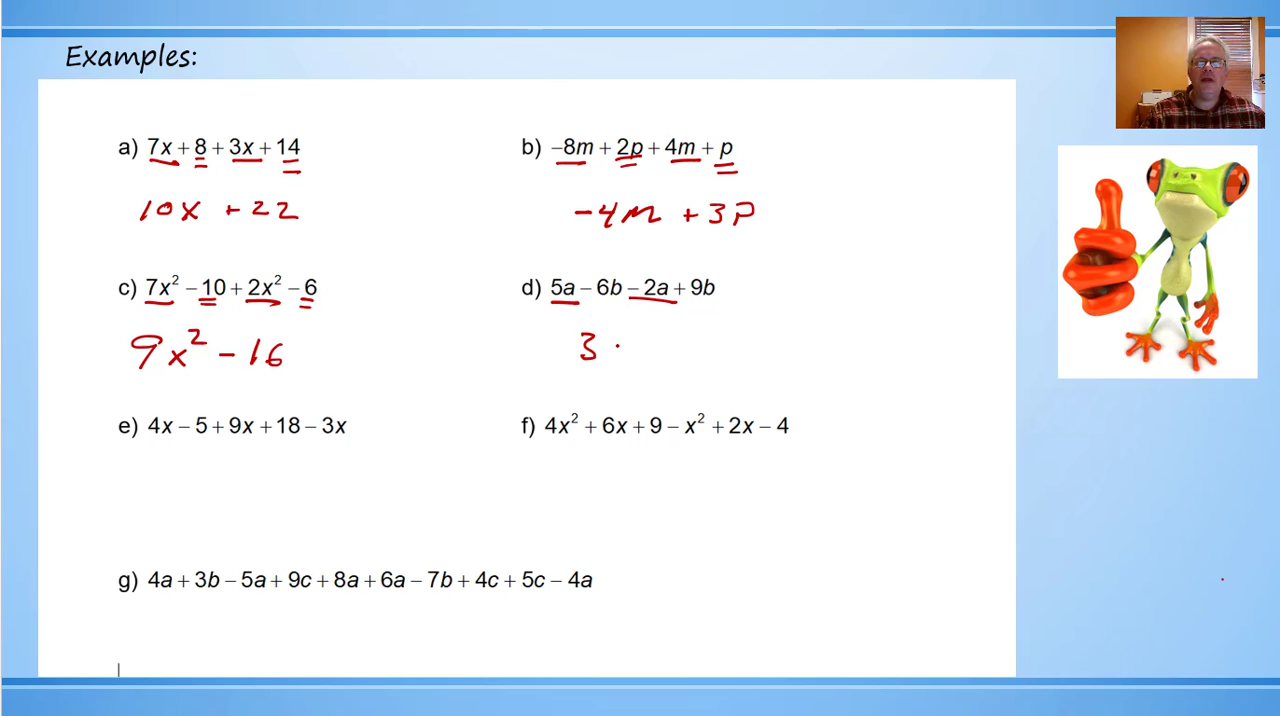 Examples:
a) 7x + 8 + 3x + 14
10x + 22
b) −8m + 2p + 4m + p
-4m + 3p
c) 7x² − 10 + 2x² − 6
9x² - 16
d) 5a − 6b − 2a + 9b
3
e) 4x − 5 + 9x + 18 − 3x
f) 4x² + 6x + 9 − x² + 2x − 4
g) 4a + 3b − 5a + 9c + 8a + 6a − 7b + 4c + 5c − 4a